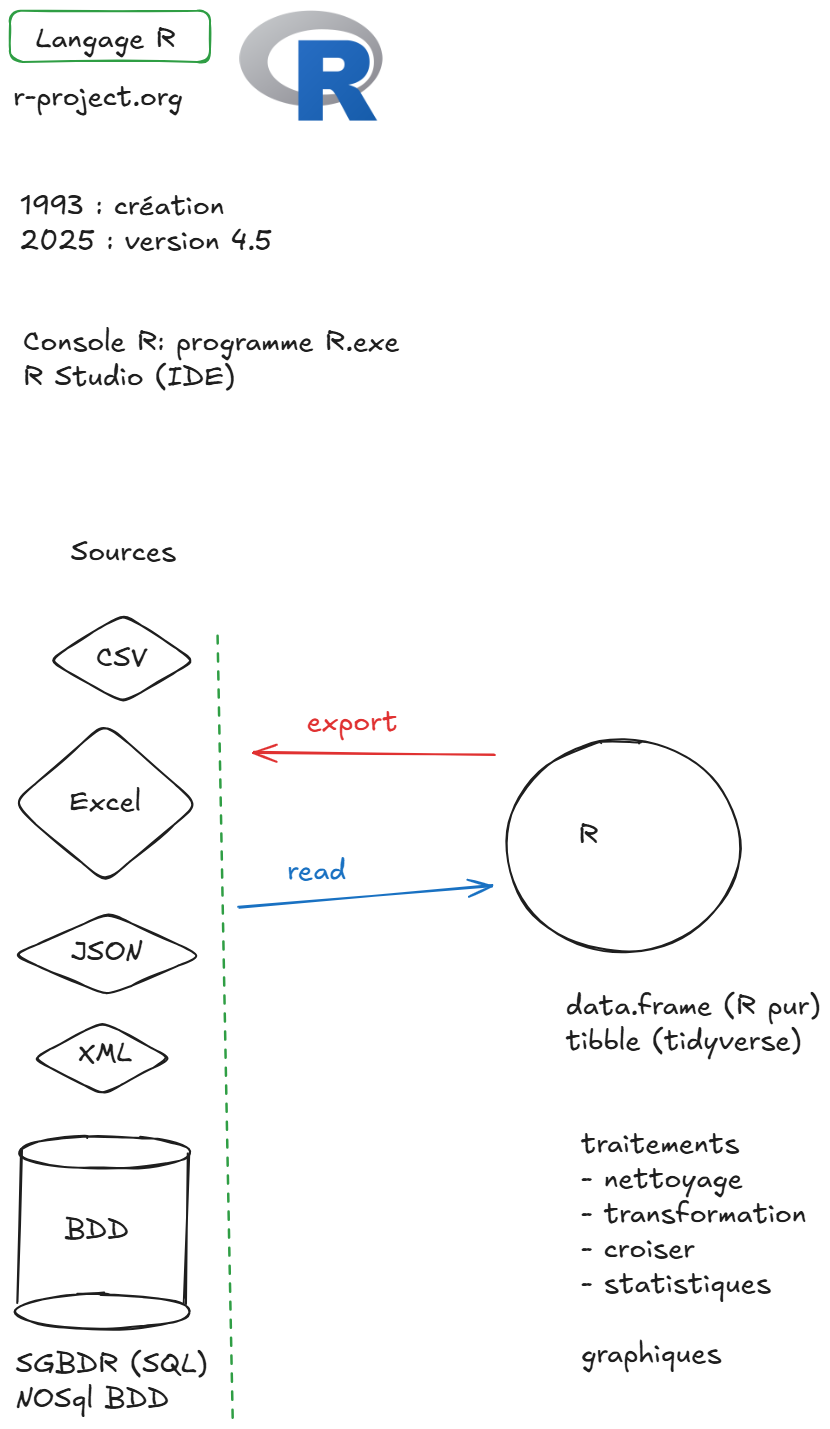 Langage R
R
r-project.org
1993 : création
2025 : version 4.5
Console R: programme R.exe
R Studio (IDE)
Sources
CSV
Excel
JSON
XML
BDD
SGBDR (SQL)
NOSql BDD
export
read
R
data.frame (R pur)
tibble (tidyverse)
traitements
- nettoyage
- transformation
- croiser
- statistiques
graphiques